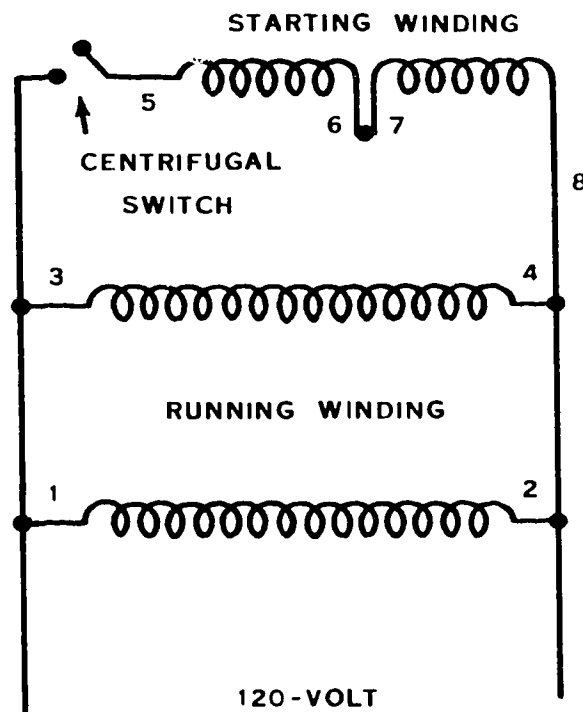 STARTING WINDING
5
6 7
CENTRIFUGAL
SWITCH
8
3
4
RUNNING WINDING
1
2
120-VOLT